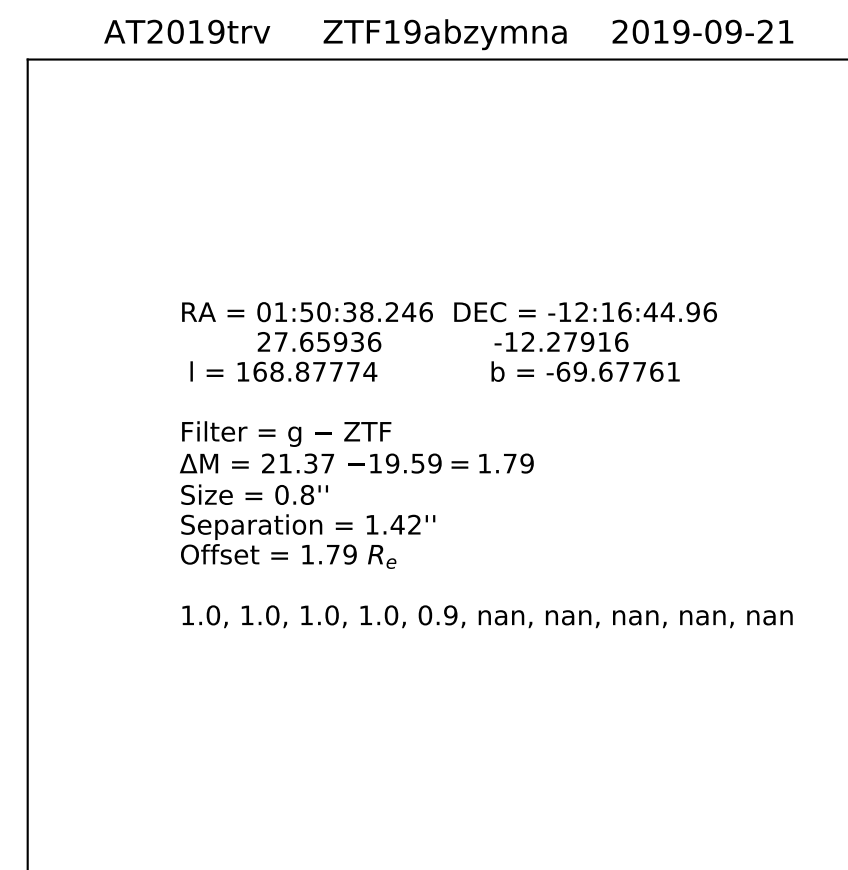 AT2019trv ZTF19abzymna 2019-09-21
RA = 01:50:38.246 DEC = -12:16:44.96
27.65936 -12.27916
l = 168.87774 b = -69.67761
Filter = g − ZTF
ΔM = 21.37 −19.59 = 1.79
Size = 0.8''
Separation = 1.42''
Offset = 1.79 Re
1.0, 1.0, 1.0, 1.0, 0.9, nan, nan, nan, nan, nan